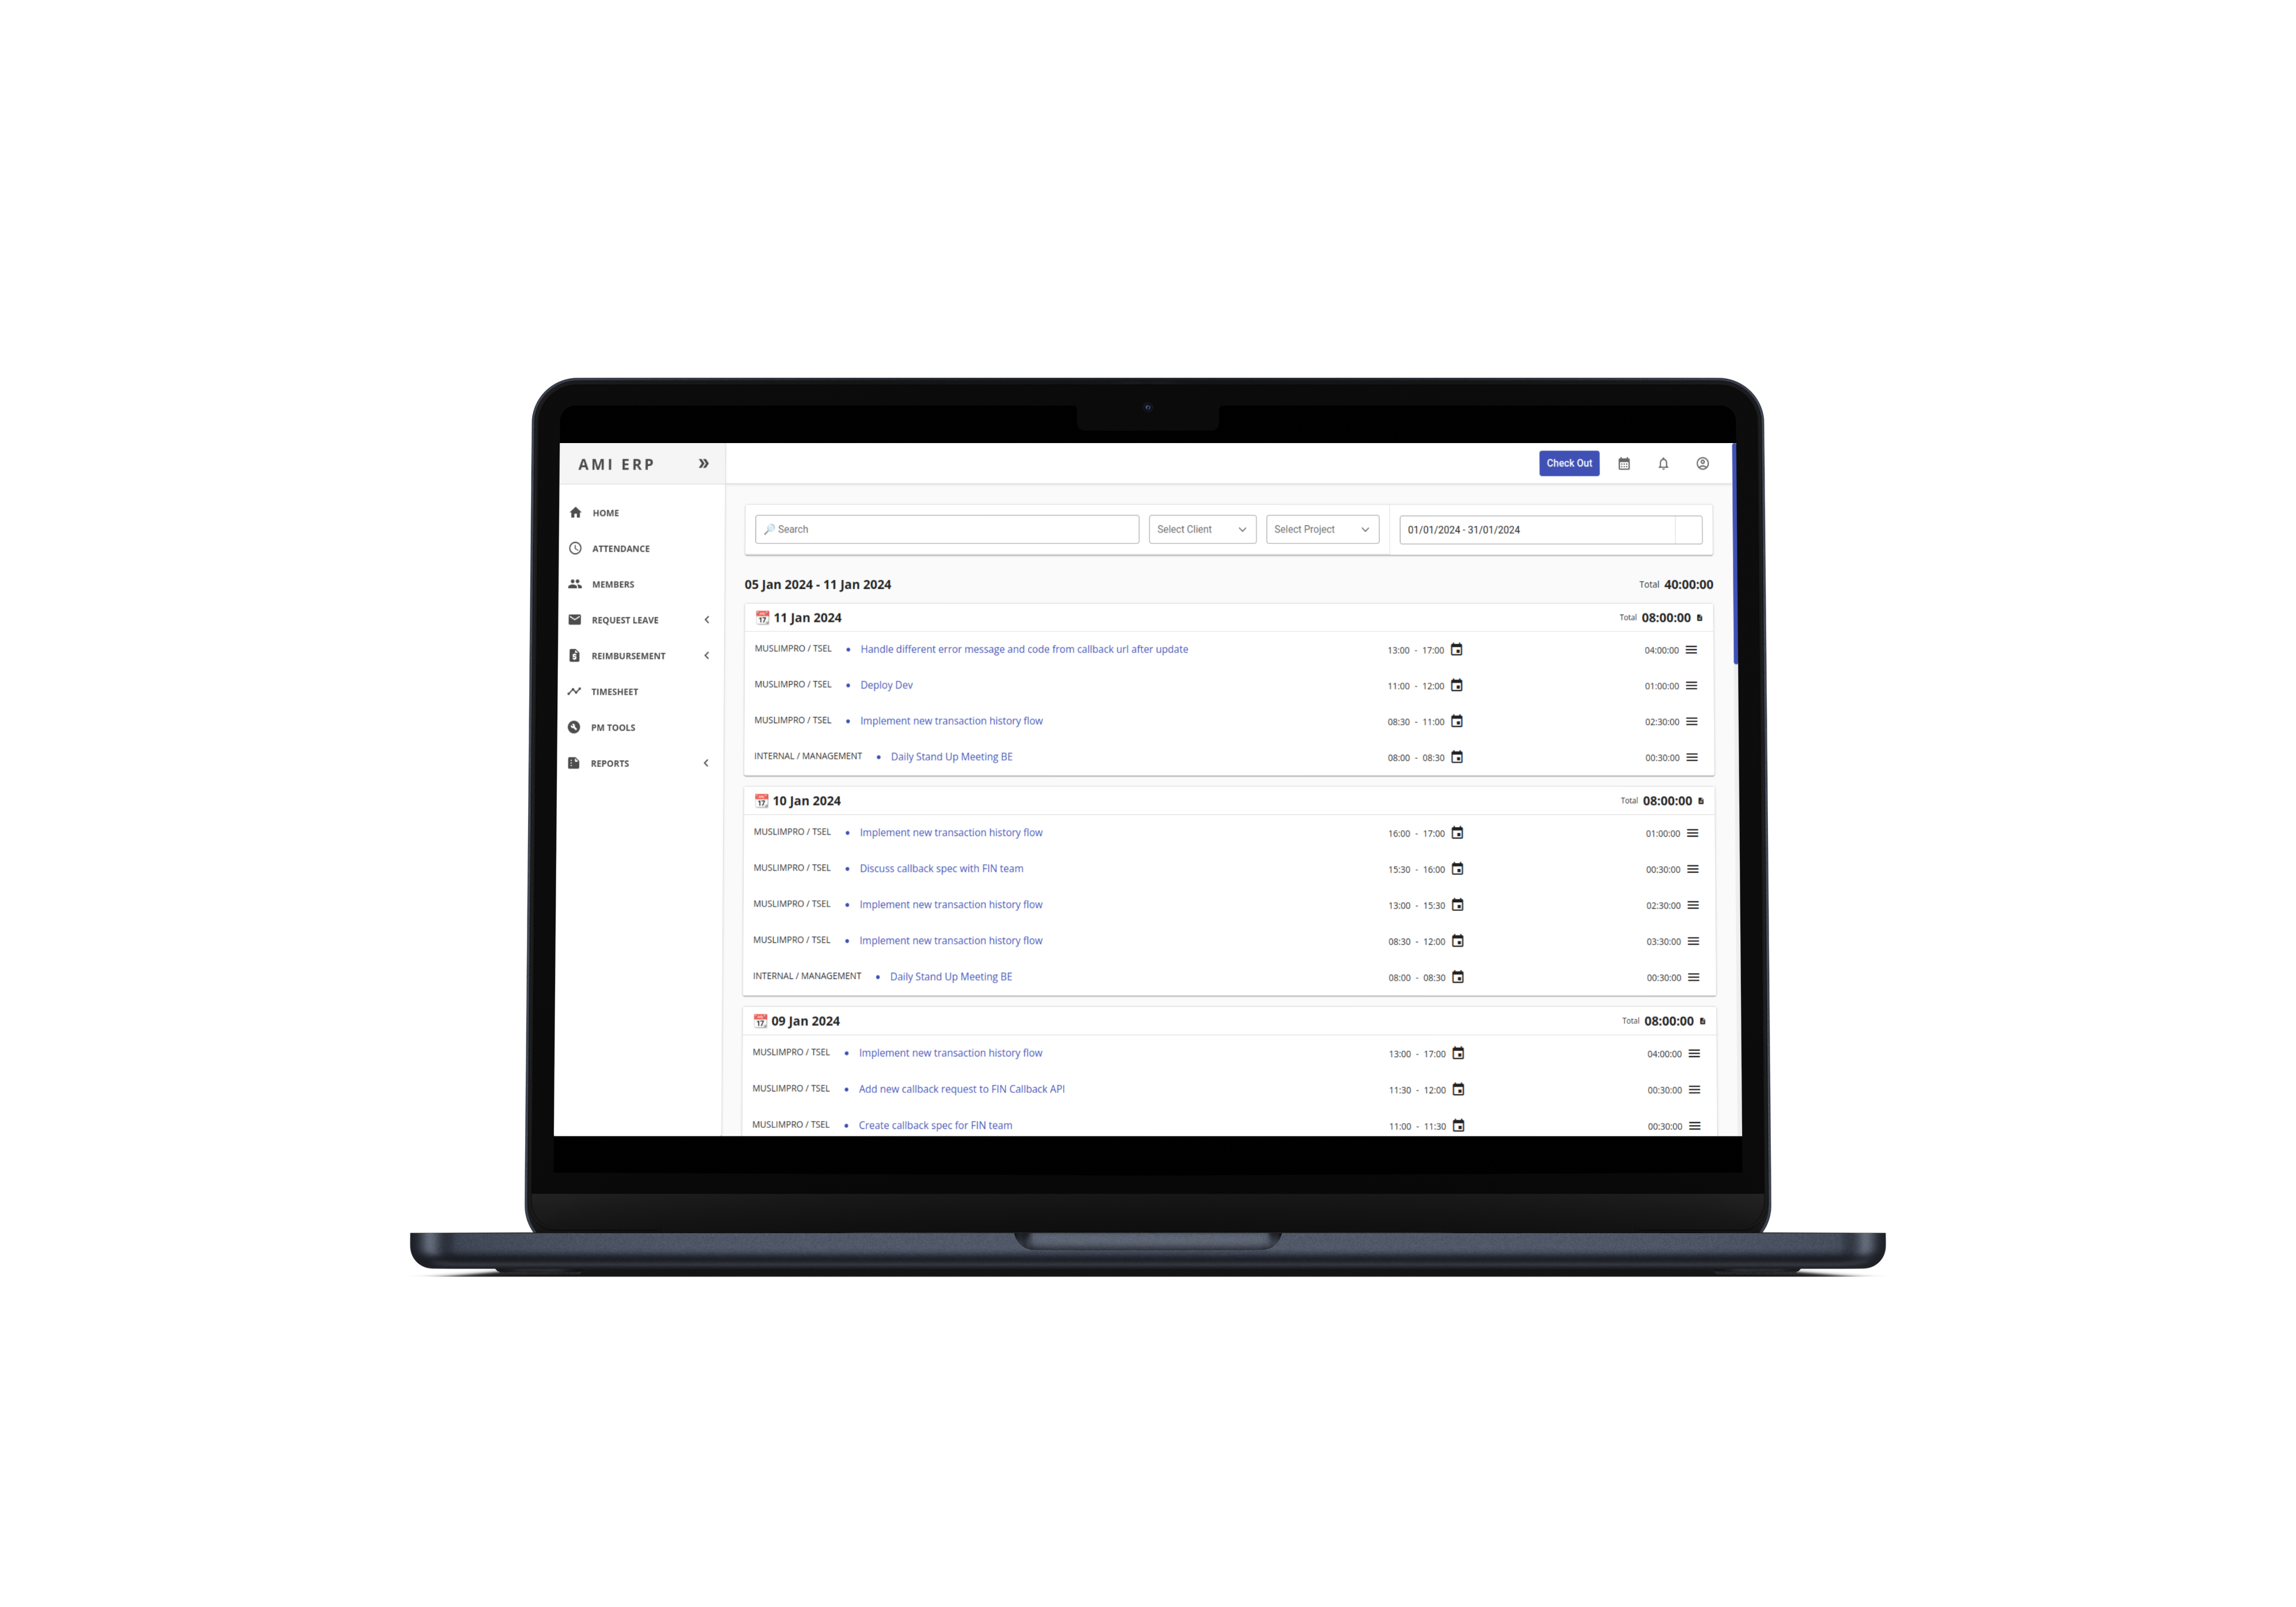 AMI ERP
Check Out
HOME
ATTENDANCE
MEMBERS
REQUEST LEAVE
REIMBURSEMENT
TIMESHEET
PM TOOLS
REPORTS
Search Select Client Select Project 01/01/2024 - 31/01/2024
05 Jan 2024 - 11 Jan 2024 Total 40:00:00
11 Jan 2024 Total 08:00:00
MUSLIMPRO / TSEL • Handle different error message and code from callback url after update 13:00 - 17:00 04:00:00
MUSLIMPRO / TSEL • Deploy Dev 11:00 - 12:00 01:00:00
MUSLIMPRO / TSEL • Implement new transaction history flow 08:30 - 11:00 02:30:00
INTERNAL / MANAGEMENT • Daily Stand Up Meeting BE 08:00 - 08:30 00:30:00
10 Jan 2024 Total 08:00:00
MUSLIMPRO / TSEL • Implement new transaction history flow 16:00 - 17:00 01:00:00
MUSLIMPRO / TSEL • Discuss callback spec with FIN team 15:30 - 16:00 00:30:00
MUSLIMPRO / TSEL • Implement new transaction history flow 13:00 - 15:30 02:30:00
MUSLIMPRO / TSEL • Implement new transaction history flow 08:30 - 12:00 03:30:00
INTERNAL / MANAGEMENT • Daily Stand Up Meeting BE 08:00 - 08:30 00:30:00
09 Jan 2024 Total 08:00:00
MUSLIMPRO / TSEL • Implement new transaction history flow 13:00 - 17:00 04:00:00
MUSLIMPRO / TSEL • Add new callback request to FIN Callback API 11:30 - 12:00 00:30:00
MUSLIMPRO / TSEL • Create callback spec for FIN team 11:00 - 11:30 00:30:00